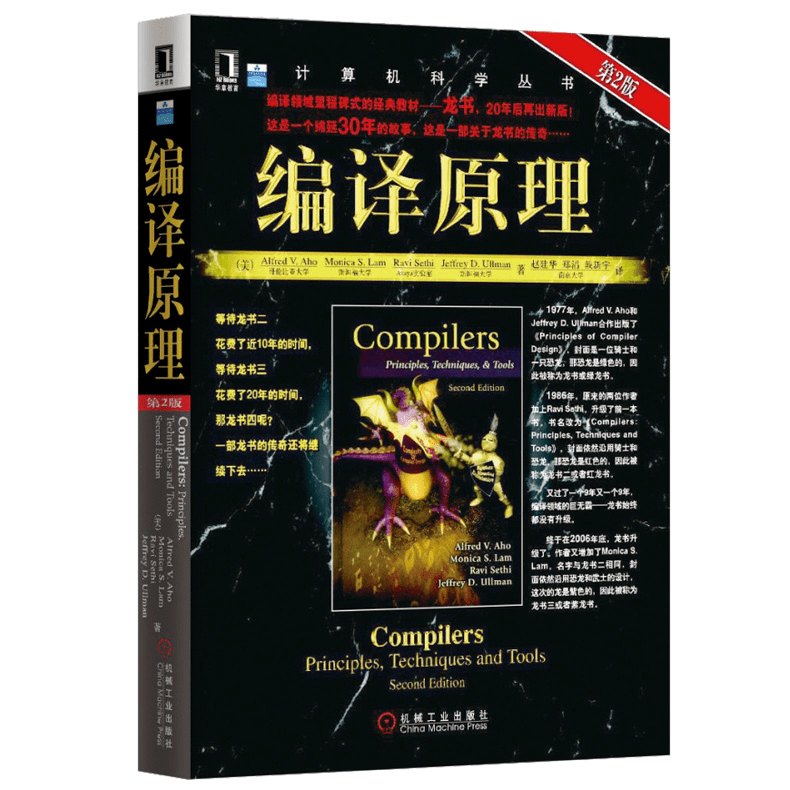 华章教育
编译原理
第2版
Compilers: Principles,
Techniques and Tools
Second Edition
Alfred V. Aho
Monica S. Lam
Ravi Sethi
Jeffrey D. Ullman
著
机械工业出版社
China Machine Press
华章教育
计算机科学丛书
第2版
编译领域里程碑式的经典教材——龙书,20年后再出新版!
这是一个绵延30年的故事,这是一部关于龙书的传奇……
编译原理
(美) Alfred V. Aho Monica S. Lam Ravi Sethi Jeffrey D. Ullman 著 赵建华 郑滔 戴新宇 译
哥伦比亚大学 斯坦福大学 Avaya实验室 斯坦福大学 南京大学
等待龙书二
花费了近10年的时间,
等待龙书三
花费了20年的时间,
那龙书四呢?
一部龙书的传奇还将继
续下去……
Compilers
Principles, Techniques, & Tools
Second Edition
Alfred V. Aho
Monica S. Lam
Ravi Sethi
Jeffrey D. Ullman
1977年,Alfred V. Aho和
Jeffrey D. Ullman合作出版了
《Principles of Compiler
Design》,封面是一位骑士和
一只恐龙,那恐龙是绿色的,因
此被称为龙书或绿龙书。
1986年,原来的两位作者
加上Ravi Sethi,升级了前一本
书,书名改为《Compilers:
Principles, Techniques and
Tools》,封面依然沿用骑士和
恐龙,那恐龙是红色的,因此被
称为龙书二或者红龙书。
又过了一个9年又一个9年,
编译领域的巨无霸——龙书始终
都没有升级。
终于在2006年底,龙书升
级了,作者又增加了Monica S.
Lam,名字与龙书二相同,封
面依然沿用恐龙和武士的设计,
这次的龙是紫色的,因此被称为
龙书三或者紫龙书。
Compilers
Principles, Techniques and Tools
Second Edition
机械工业出版社
China Machine Press